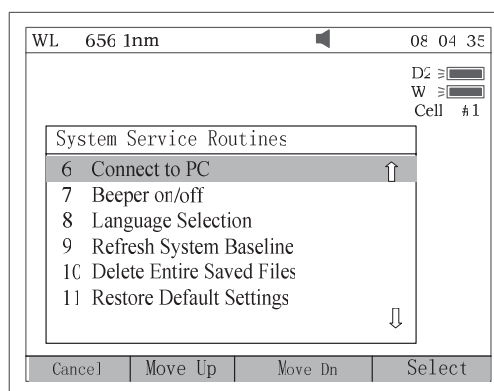 WL 656 1nm 08 04 35
D2
W
Cell #1
System Service Routines
6 Connect to PC
7 Beeper on/off
8 Language Selection
9 Refresh System Baseline
10 Delete Entire Saved Files
11 Restore Default Settings
Cancel Move Up Move Dn Select